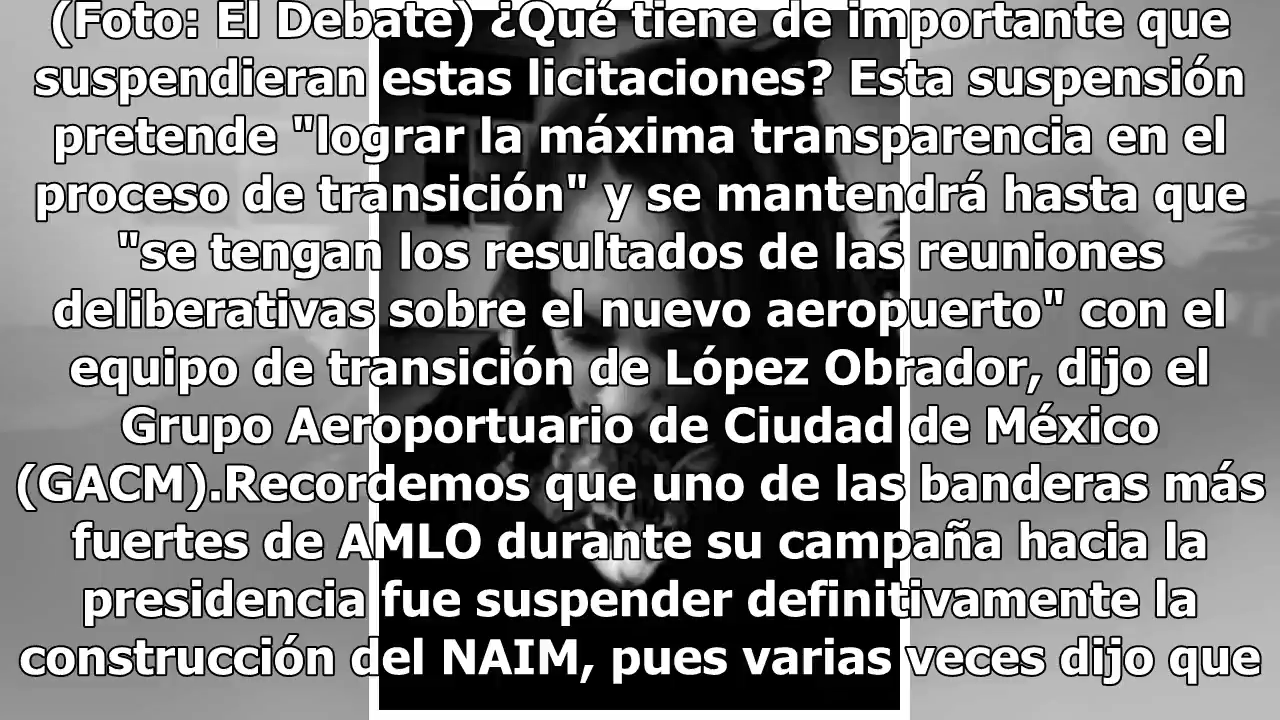 (Foto: El Debate) ¿Qué tiene de importante que
suspendieran estas licitaciones? Esta suspensión
pretende "lograr la máxima transparencia en el
proceso de transición" y se mantendrá hasta que
"se tengan los resultados de las reuniones
deliberativas sobre el nuevo aeropuerto" con el
equipo de transición de López Obrador, dijo el
Grupo Aeroportuario de Ciudad de México
(GACM).Recordemos que uno de las banderas más
fuertes de AMLO durante su campaña hacia la
presidencia fue suspender definitivamente la
construcción del NAIM, pues varias veces dijo que